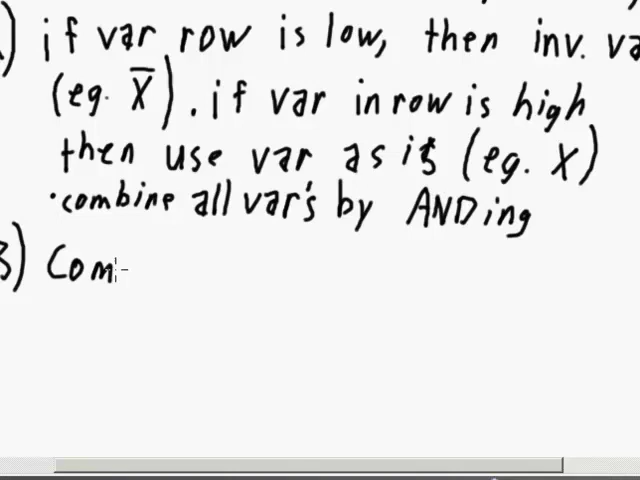 ) if var row is low, then inv. va
(eg. X̅). if var in row is high
then use var as is (eg. X)
·combine all var's by ANDing
3) Com